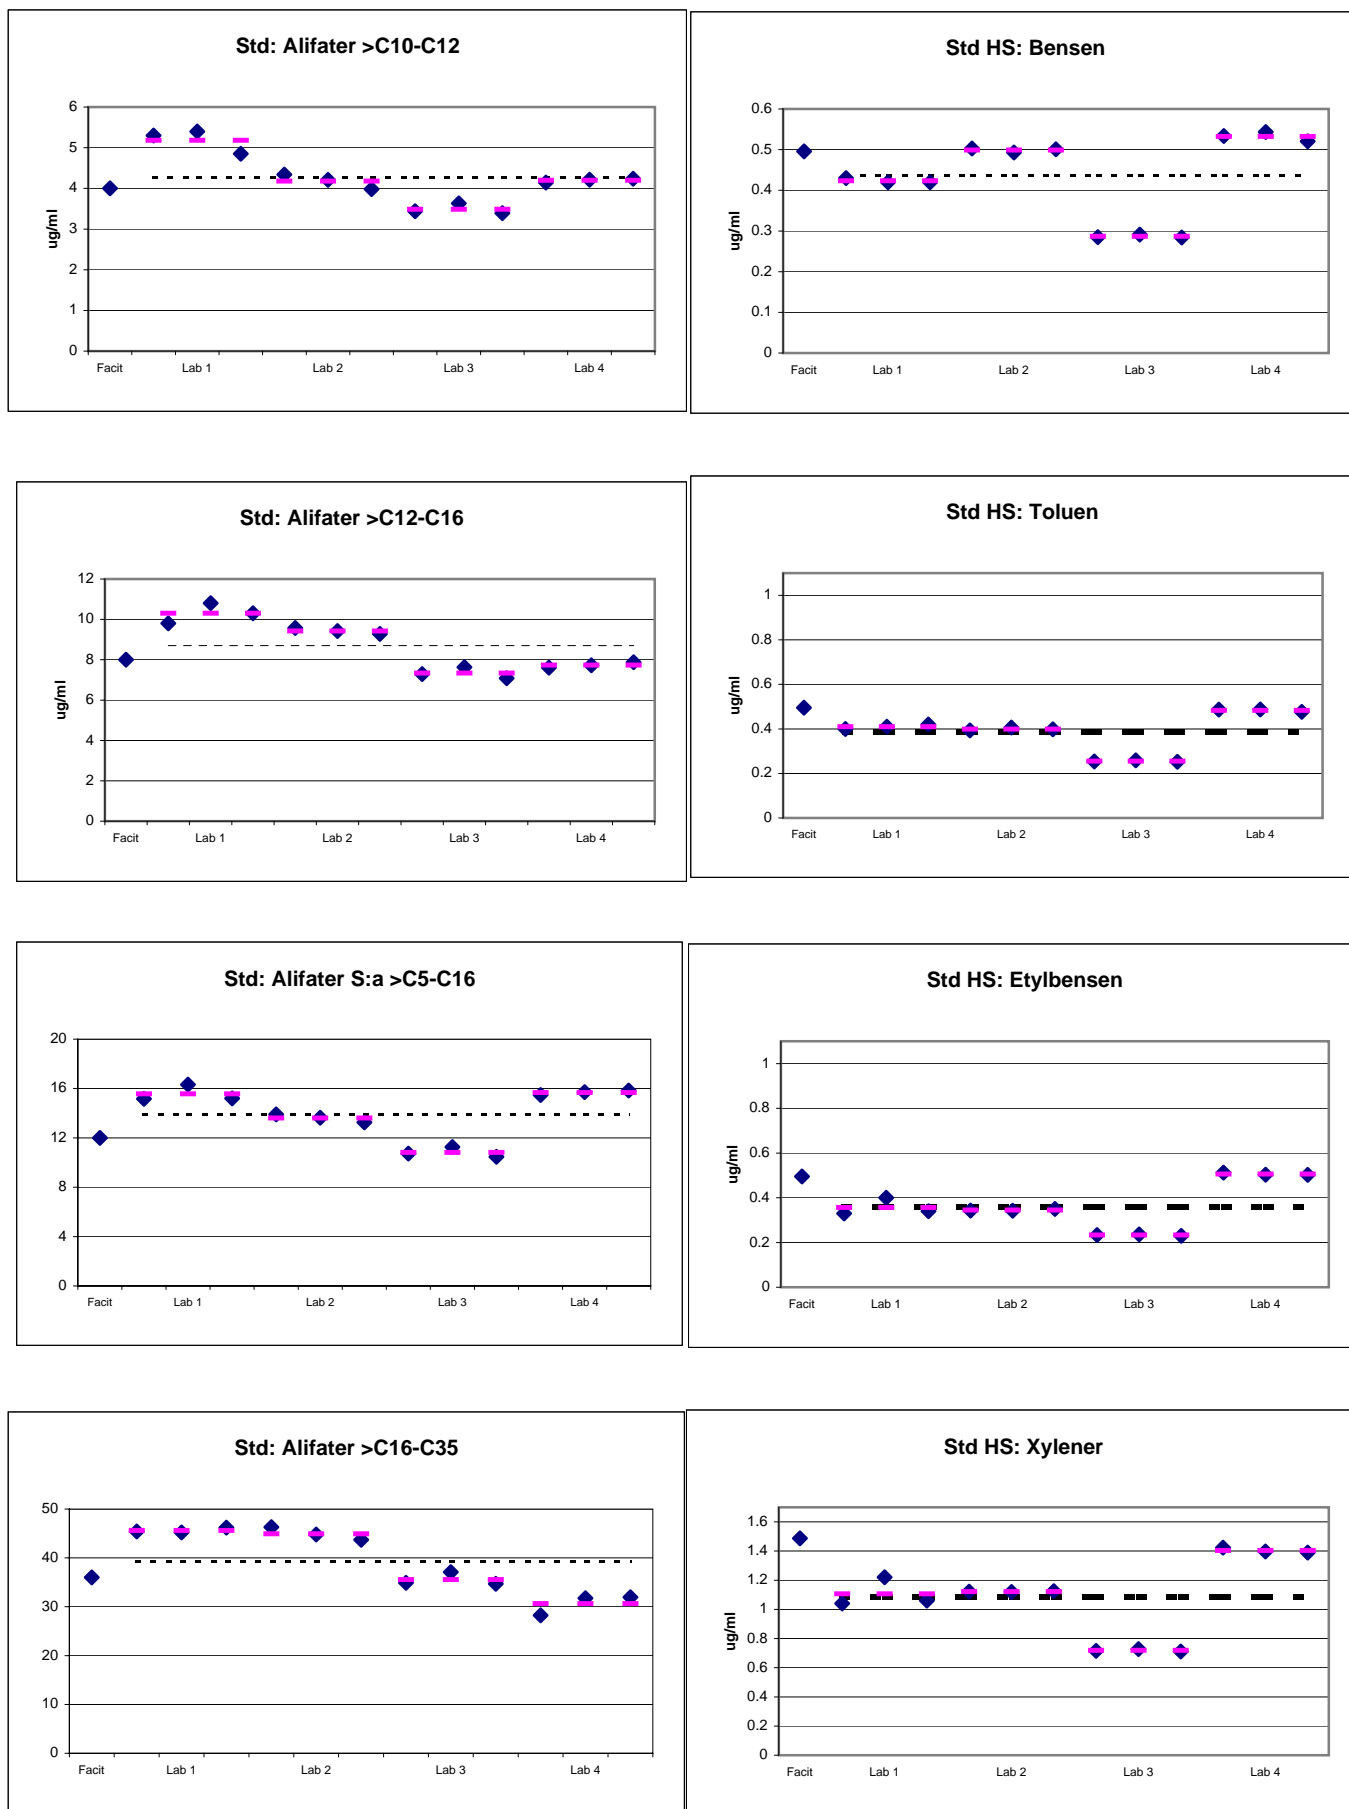 Std: Alifater >C10-C12
6
5
4
3
2
1
0
ug/ml
Facit Lab 1 Lab 2 Lab 3 Lab 4
Std HS: Bensen
0.6
0.5
0.4
0.3
0.2
0.1
0
ug/ml
Facit Lab 1 Lab 2 Lab 3 Lab 4
Std: Alifater >C12-C16
12
10
8
6
4
2
0
ug/ml
Facit Lab 1 Lab 2 Lab 3 Lab 4
Std HS: Toluen
1
0.8
0.6
0.4
0.2
0
ug/ml
Facit Lab 1 Lab 2 Lab 3 Lab 4
Std: Alifater S:a >C5-C16
20
16
12
8
4
0
Facit Lab 1 Lab 2 Lab 3 Lab 4
Std HS: Etylbensen
1
0.8
0.6
0.4
0.2
0
ug/ml
Facit Lab 1 Lab 2 Lab 3 Lab 4
Std: Alifater >C16-C35
50
40
30
20
10
0
Facit Lab 1 Lab 2 Lab 3 Lab 4
Std HS: Xylener
1.6
1.4
1.2
1
0.8
0.6
0.4
0.2
0
ug/ml
Facit Lab 1 Lab 2 Lab 3 Lab 4